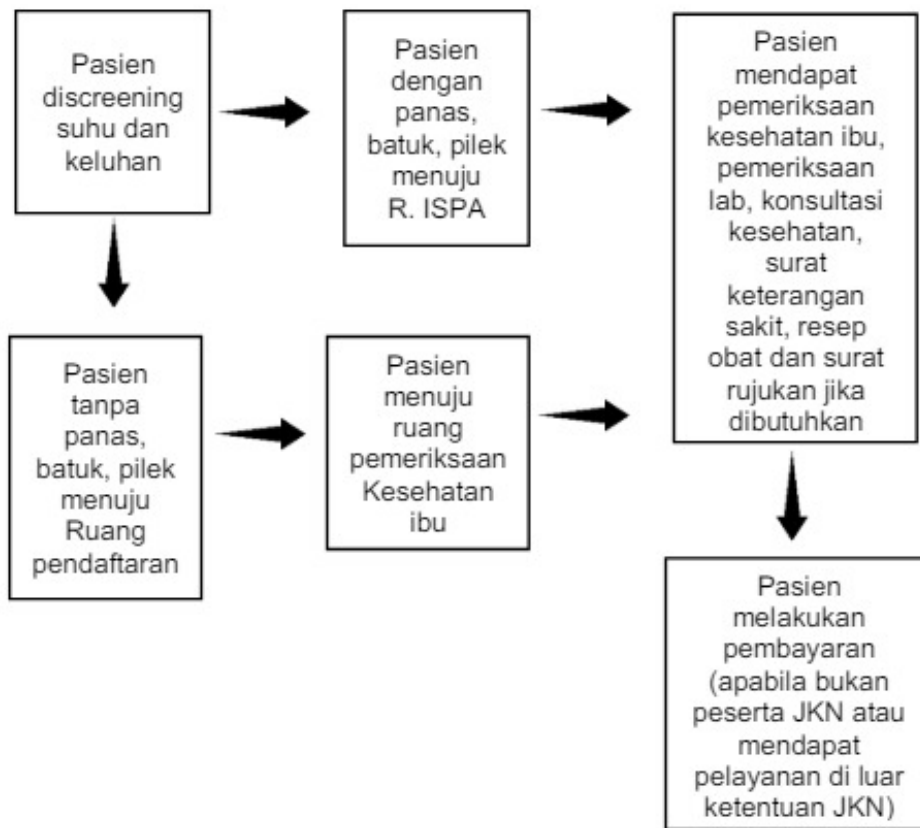 Pasien
discreening
suhu dan
keluhan
Pasien
dengan
panas,
batuk, pilek
menuju
R. ISPA
Pasien
mendapat
pemeriksaan
kesehatan ibu,
pemeriksaan
lab, konsultasi
kesehatan,
surat
keterangan
sakit, resep
obat dan surat
rujukan jika
dibutuhkan
Pasien
tanpa
panas,
batuk, pilek
menuju
Ruang
pendaftaran
Pasien
menuju
ruang
pemeriksaan
Kesehatan
ibu
Pasien
melakukan
pembayaran
(apabila bukan
peserta JKN atau
mendapat
pelayanan di luar
ketentuan JKN)